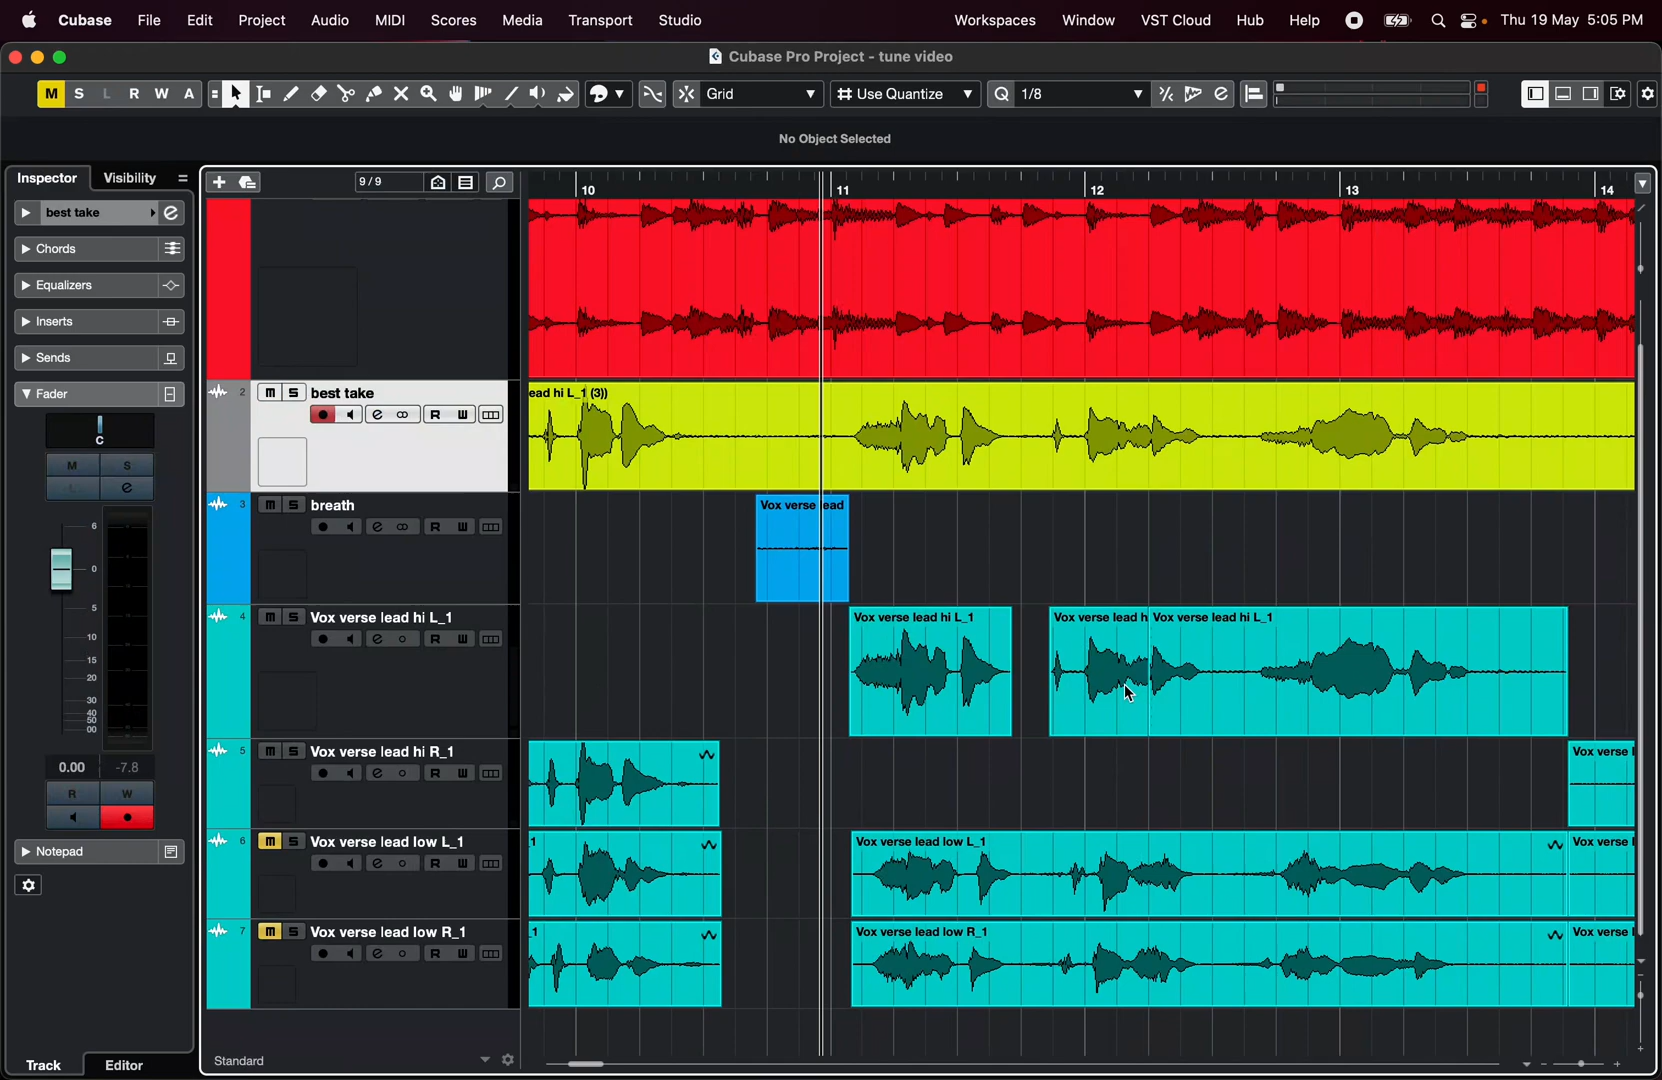 Cubase File Edit Project Audio MIDI Scores Media Transport Studio Workspaces Window VST Cloud Hub Help Thu 19 May 5:05 PM
Cubase Pro Project - tune video
M S L R W A Grid Use Quantize Q 1/8
No Object Selected
Inspector Visibility 9/9 10 11 12 13 14
best take
Chords
Equalizers
Inserts
Sends
Fader
C
M S
L e
6
0
5
10
15
20
30
40
50
00
0.00 -7.8
R W
Notepad
Track Editor
2 m S best take
R W
ead hi L_1 (3))
3 m S breath
R W
Vox verse lead
4 m S Vox verse lead hi L_1
R W
Vox verse lead hi L_1 Vox verse lead h Vox verse lead hi L_1
5 m S Vox verse lead hi R_1
R W
Vox verse l
6 m S Vox verse lead low L_1
R W
1 Vox verse lead low L_1 Vox verse l
7 m S Vox verse lead low R_1
R W
1 Vox verse lead low R_1 Vox verse l
Standard